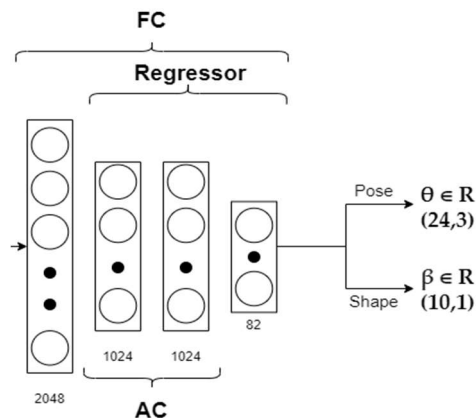 FC
Regressor
Pose
θ ∈ R
(24,3)
β ∈ R
(10,1)
Shape
82
1024
1024
2048
AC